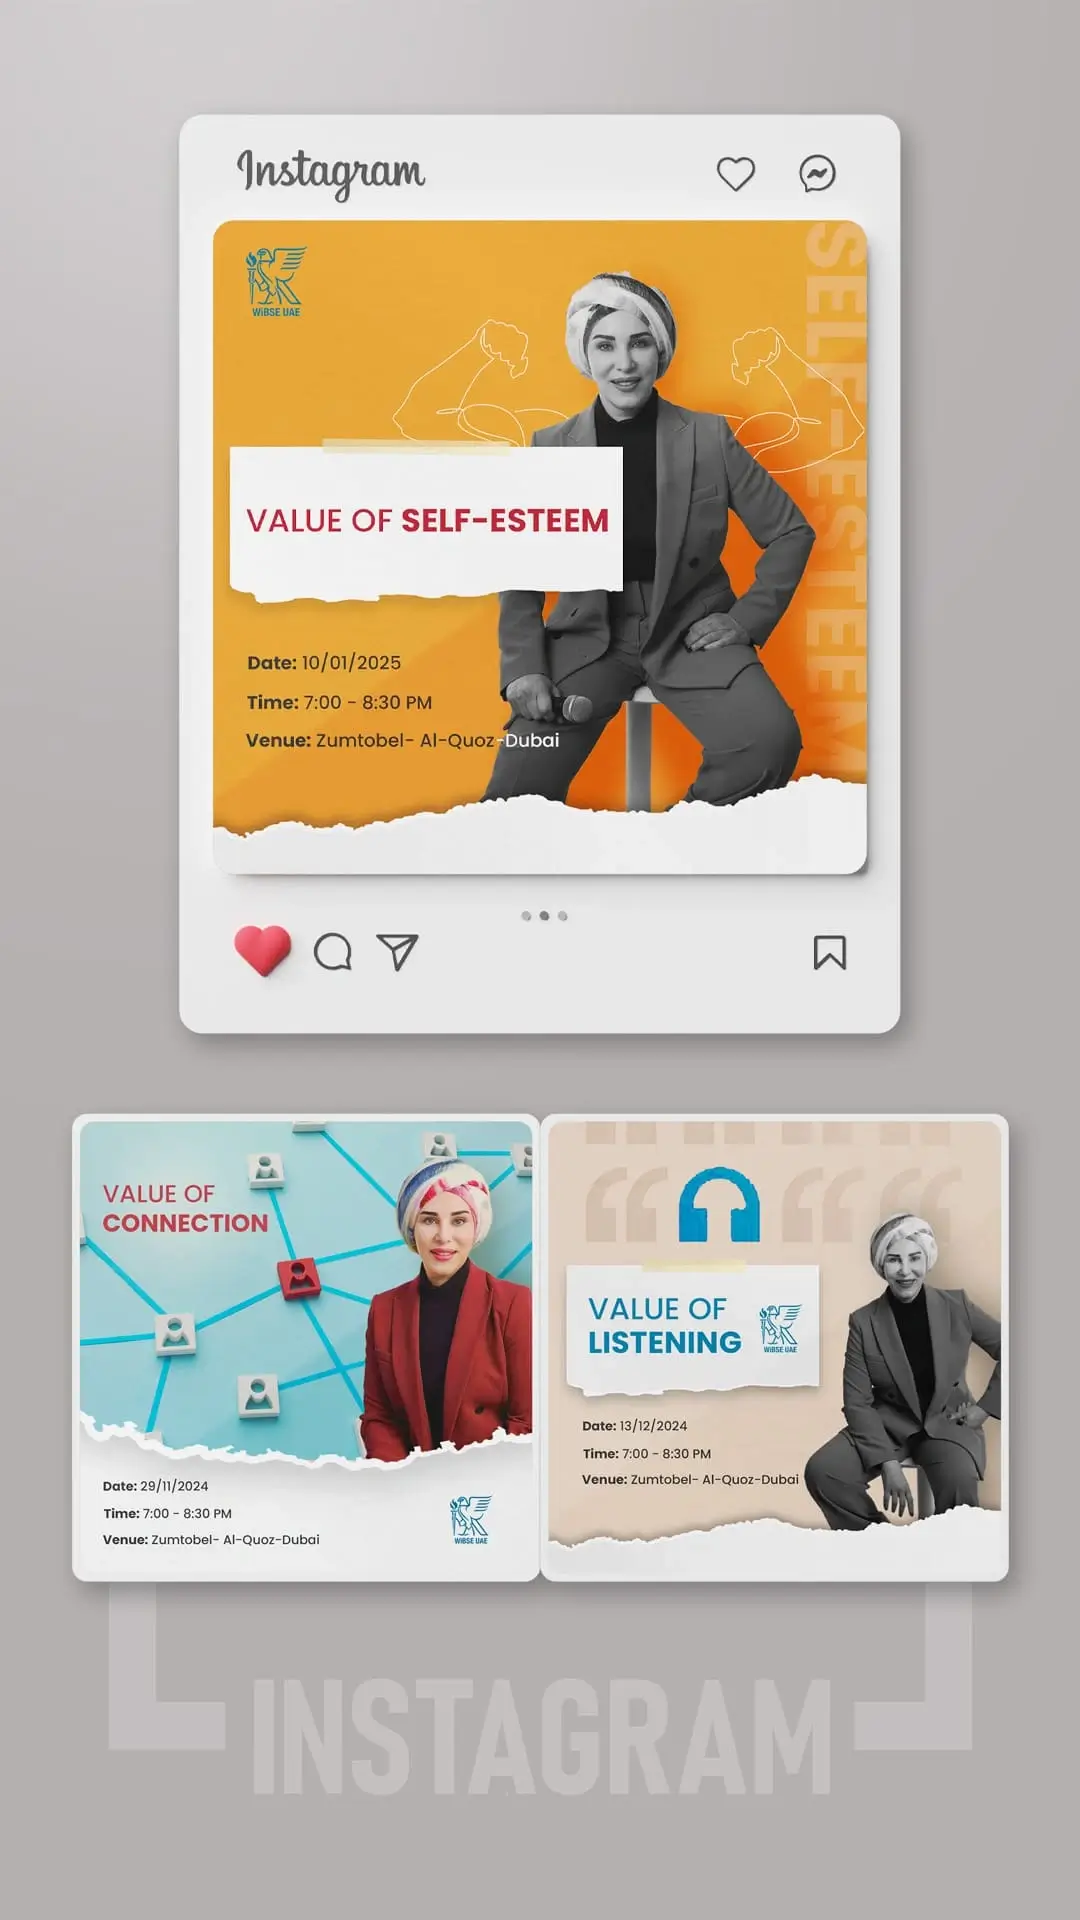 Instagram
WiBSE UAE
SELF-ESTEEM
VALUE OF SELF-ESTEEM
Date: 10/01/2025
Time: 7:00 - 8:30 PM
Venue: Zumtobel- Al-Quoz-Dubai
VALUE OF
CONNECTION
Date: 29/11/2024
Time: 7:00 - 8:30 PM
Venue: Zumtobel- Al-Quoz-Dubai
WiBSE UAE
VALUE OF
LISTENING
WiBSE UAE
Date: 13/12/2024
Time: 7:00 - 8:30 PM
Venue: Zumtobel- Al-Quoz-Dubai
INSTAGRAM